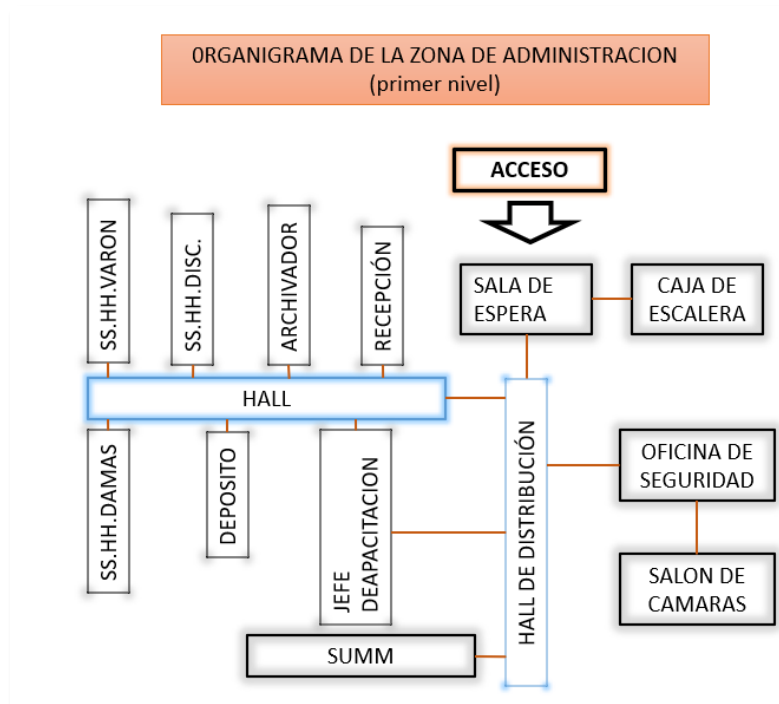 0RGANIGRAMA DE LA ZONA DE ADMINISTRACION
(primer nivel)
ACCESO
SS.HH.VARON
SS.HH.DISC.
ARCHIVADOR
RECEPCIÓN
SALA DE
ESPERA
CAJA DE
ESCALERA
HALL
SS.HH.DAMAS
DEPOSITO
JEFE
DEAPACITACION
HALL DE DISTRIBUCIÓN
OFICINA DE
SEGURIDAD
SALON DE
CAMARAS
SUMM